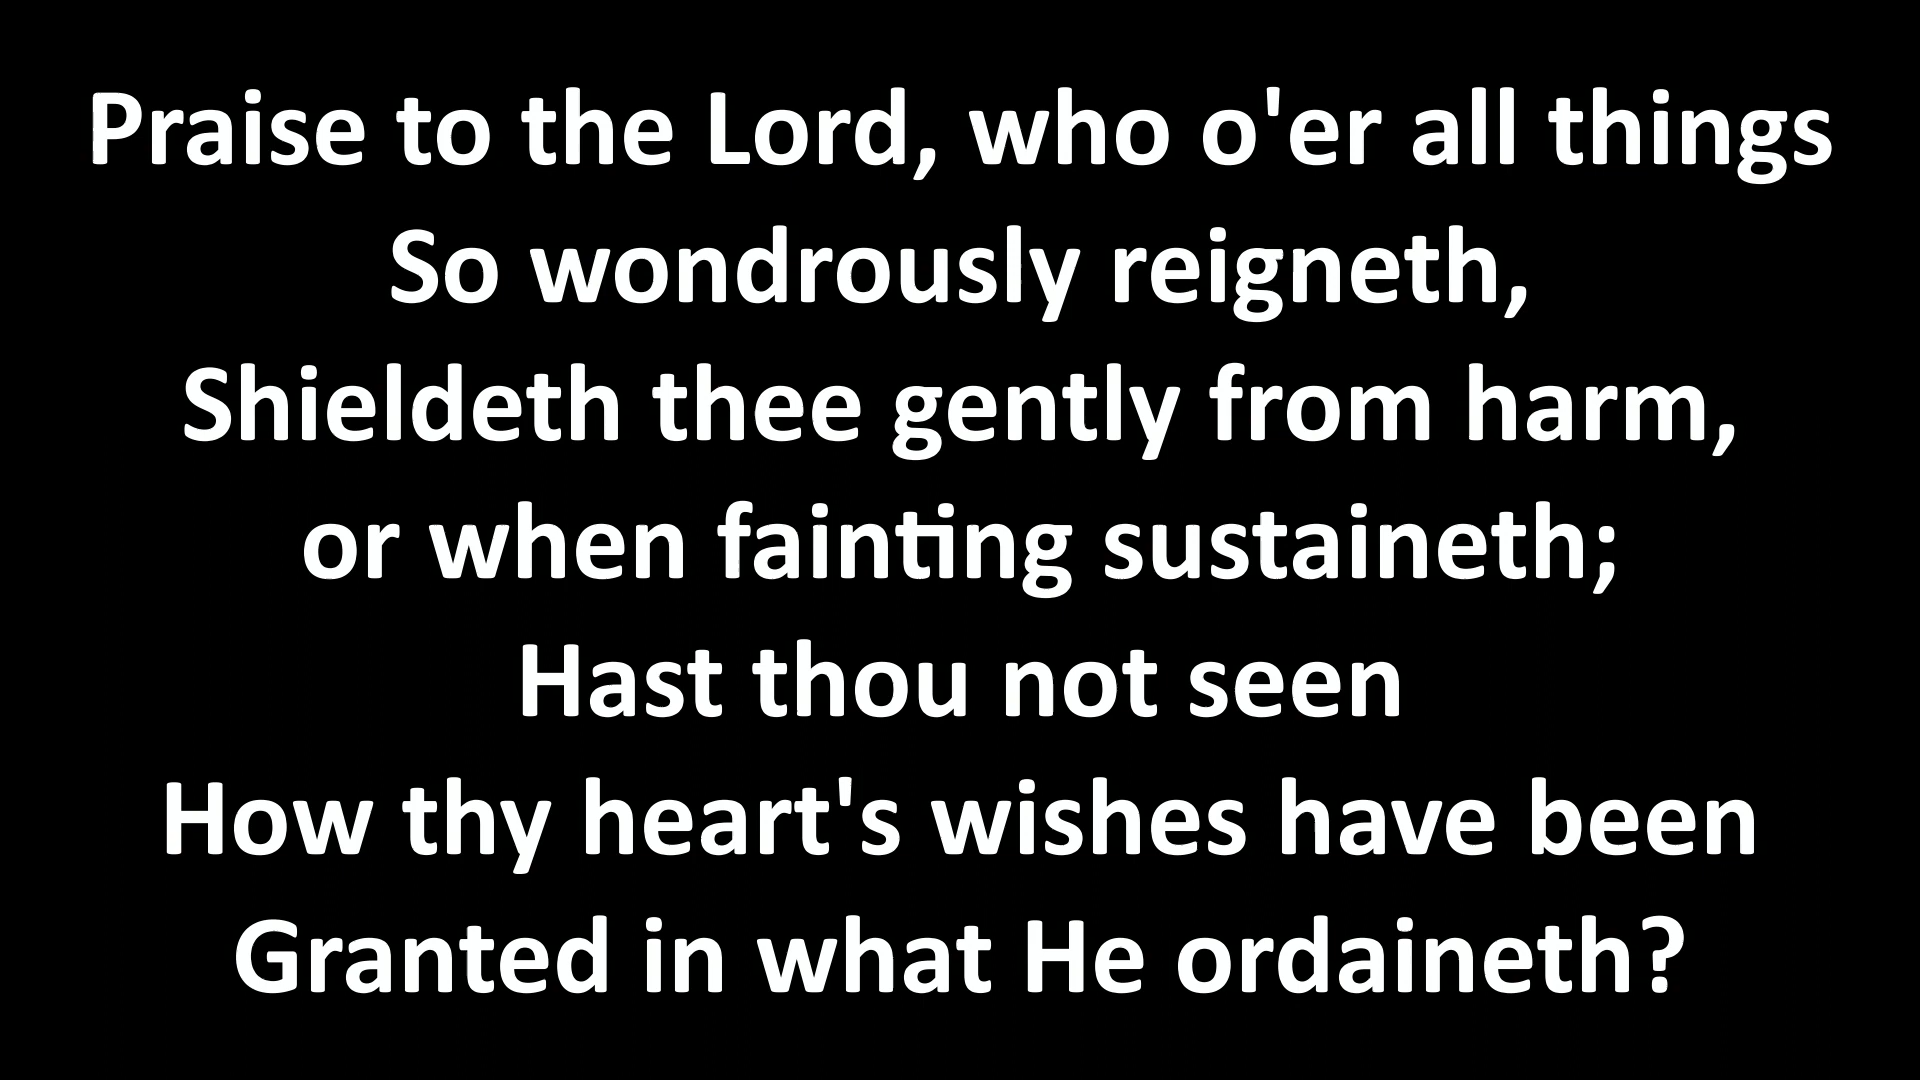 Praise to the Lord, who o'er all things
So wondrously reigneth,
Shieldeth thee gently from harm,
or when fainting sustaineth;
Hast thou not seen
How thy heart's wishes have been
Granted in what He ordaineth?